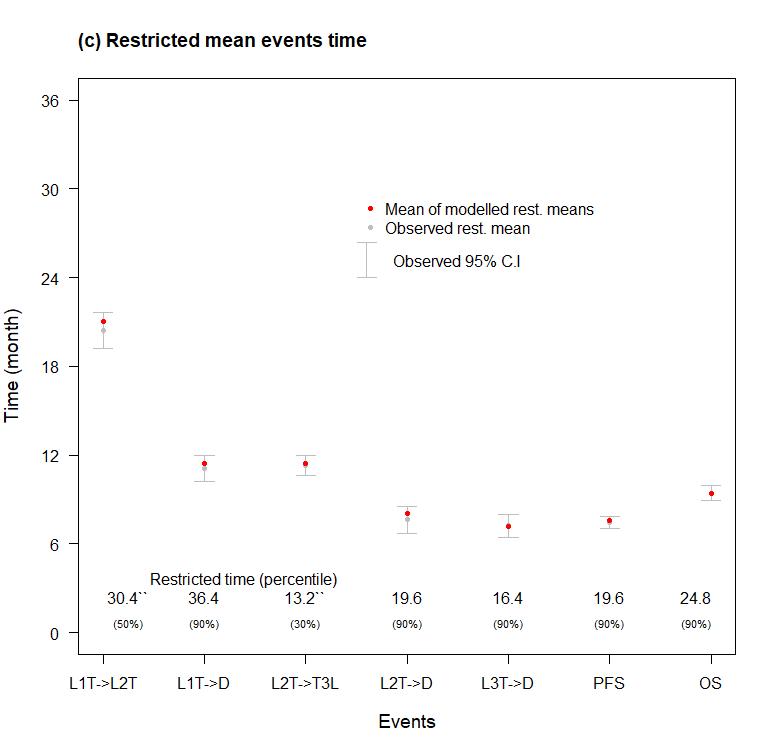 (c) Restricted mean events time
36
30
24
18
12
6
0
Time (month)
Mean of modelled rest. means
Observed rest. mean
Observed 95% C.I
Restricted time (percentile)
30.4`` 36.4 13.2`` 19.6 16.4 19.6 24.8
(50%) (90%) (30%) (90%) (90%) (90%) (90%)
L1T->L2T L1T->D L2T->T3L L2T->D L3T->D PFS OS
Events